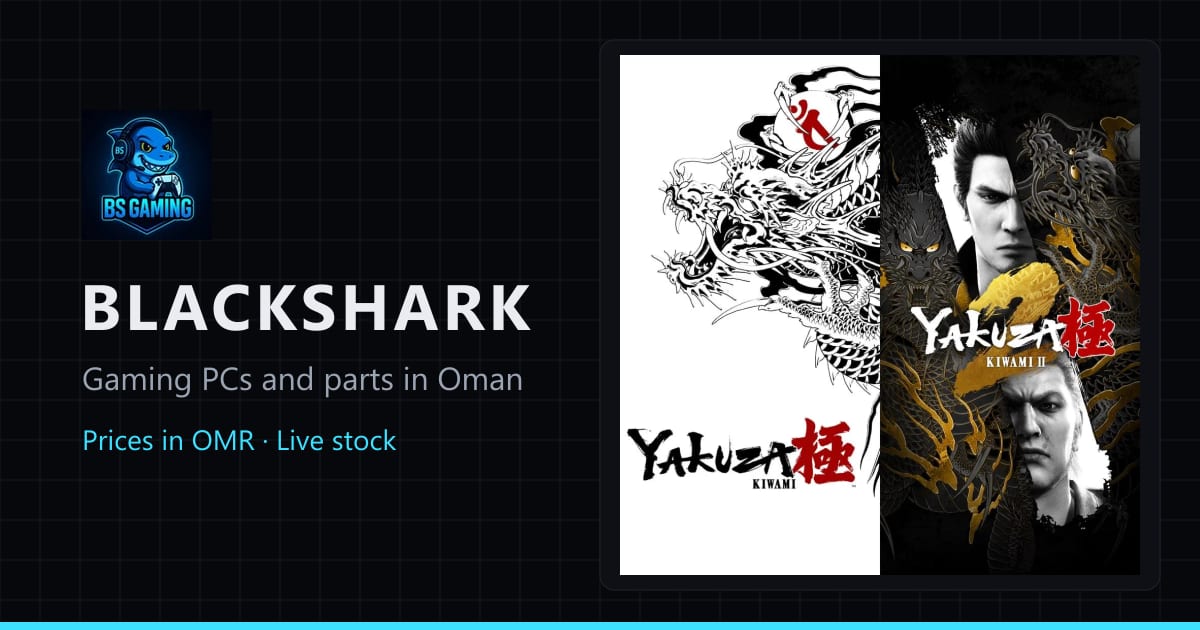 BS
BS GAMING
BLACKSHARK
Gaming PCs and parts in Oman
Prices in OMR · Live stock
YAKUZA極
KIWAMI
2
YAKUZA極
KIWAMI II